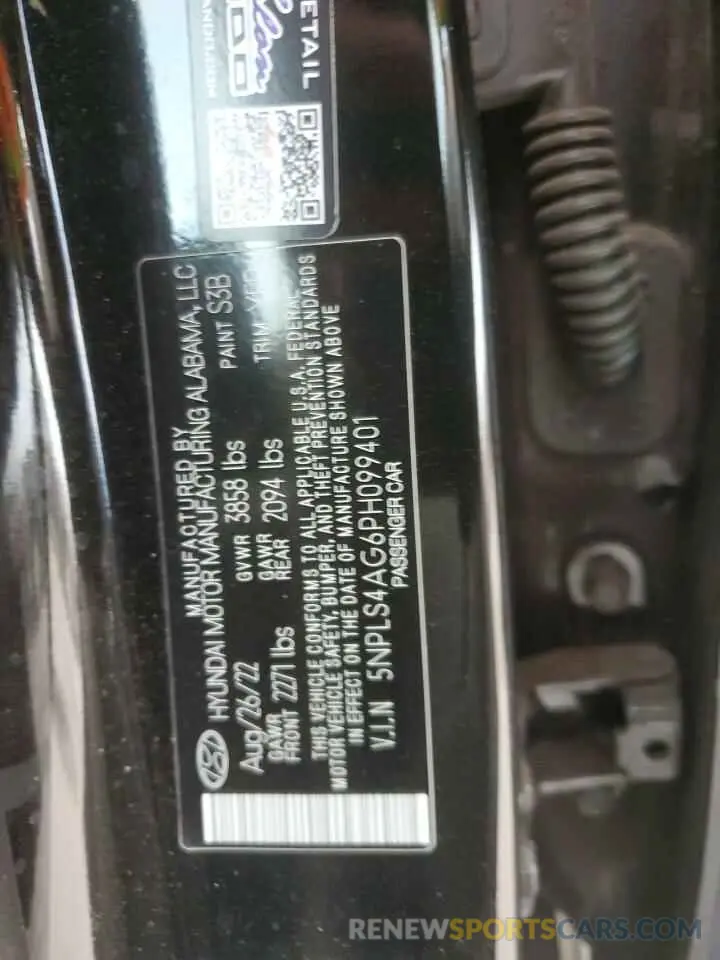 DETAIL
MANUFACTURED BY
HYUNDAI MOTOR MANUFACTURING ALABAMA, LLC
Aug/26/22 GVWR 3858 lbs PAINT S3B
GAWR GAWR
FRONT 2271 lbs REAR 2094 lbs TRIM
THIS VEHICLE CONFORMS TO ALL APPLICABLE U.S.A. FEDERAL
MOTOR VEHICLE SAFETY, BUMPER, AND THEFT PREVENTION STANDARDS
IN EFFECT ON THE DATE OF MANUFACTURE SHOWN ABOVE
V.I.N 5NPLS4AG6PH099401
PASSENGER CAR
RENEWSPORTSCARS.COM